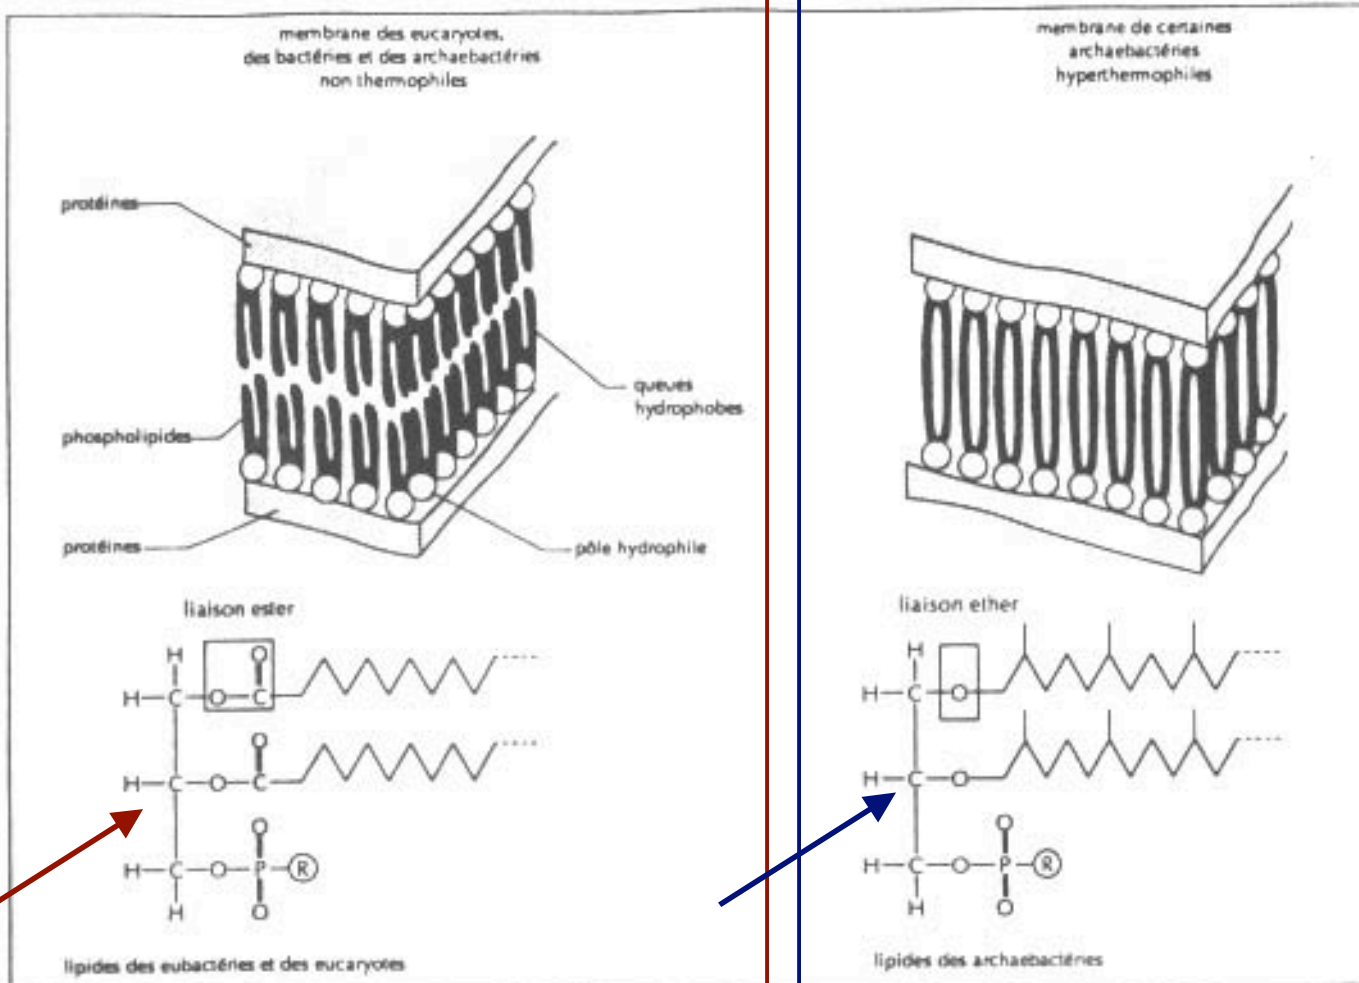 membrane des eucaryotes,
des bactéries et des archaebactéries
non thermophiles
protéines
phospholipides
protéines
queues
hydrophobes
pôle hydrophile
liaison ester
H
O
H—C—O—C
O
H—C—O—C
O
H—C—O—P—R
H
O
lipides des eubactéries et des eucaryotes
membrane de certaines
archaebactéries
hyperthermophiles
liaison ether
H
H—C—O
H—C—O
O
H—C—O—P—R
H
O
lipides des archaebactéries